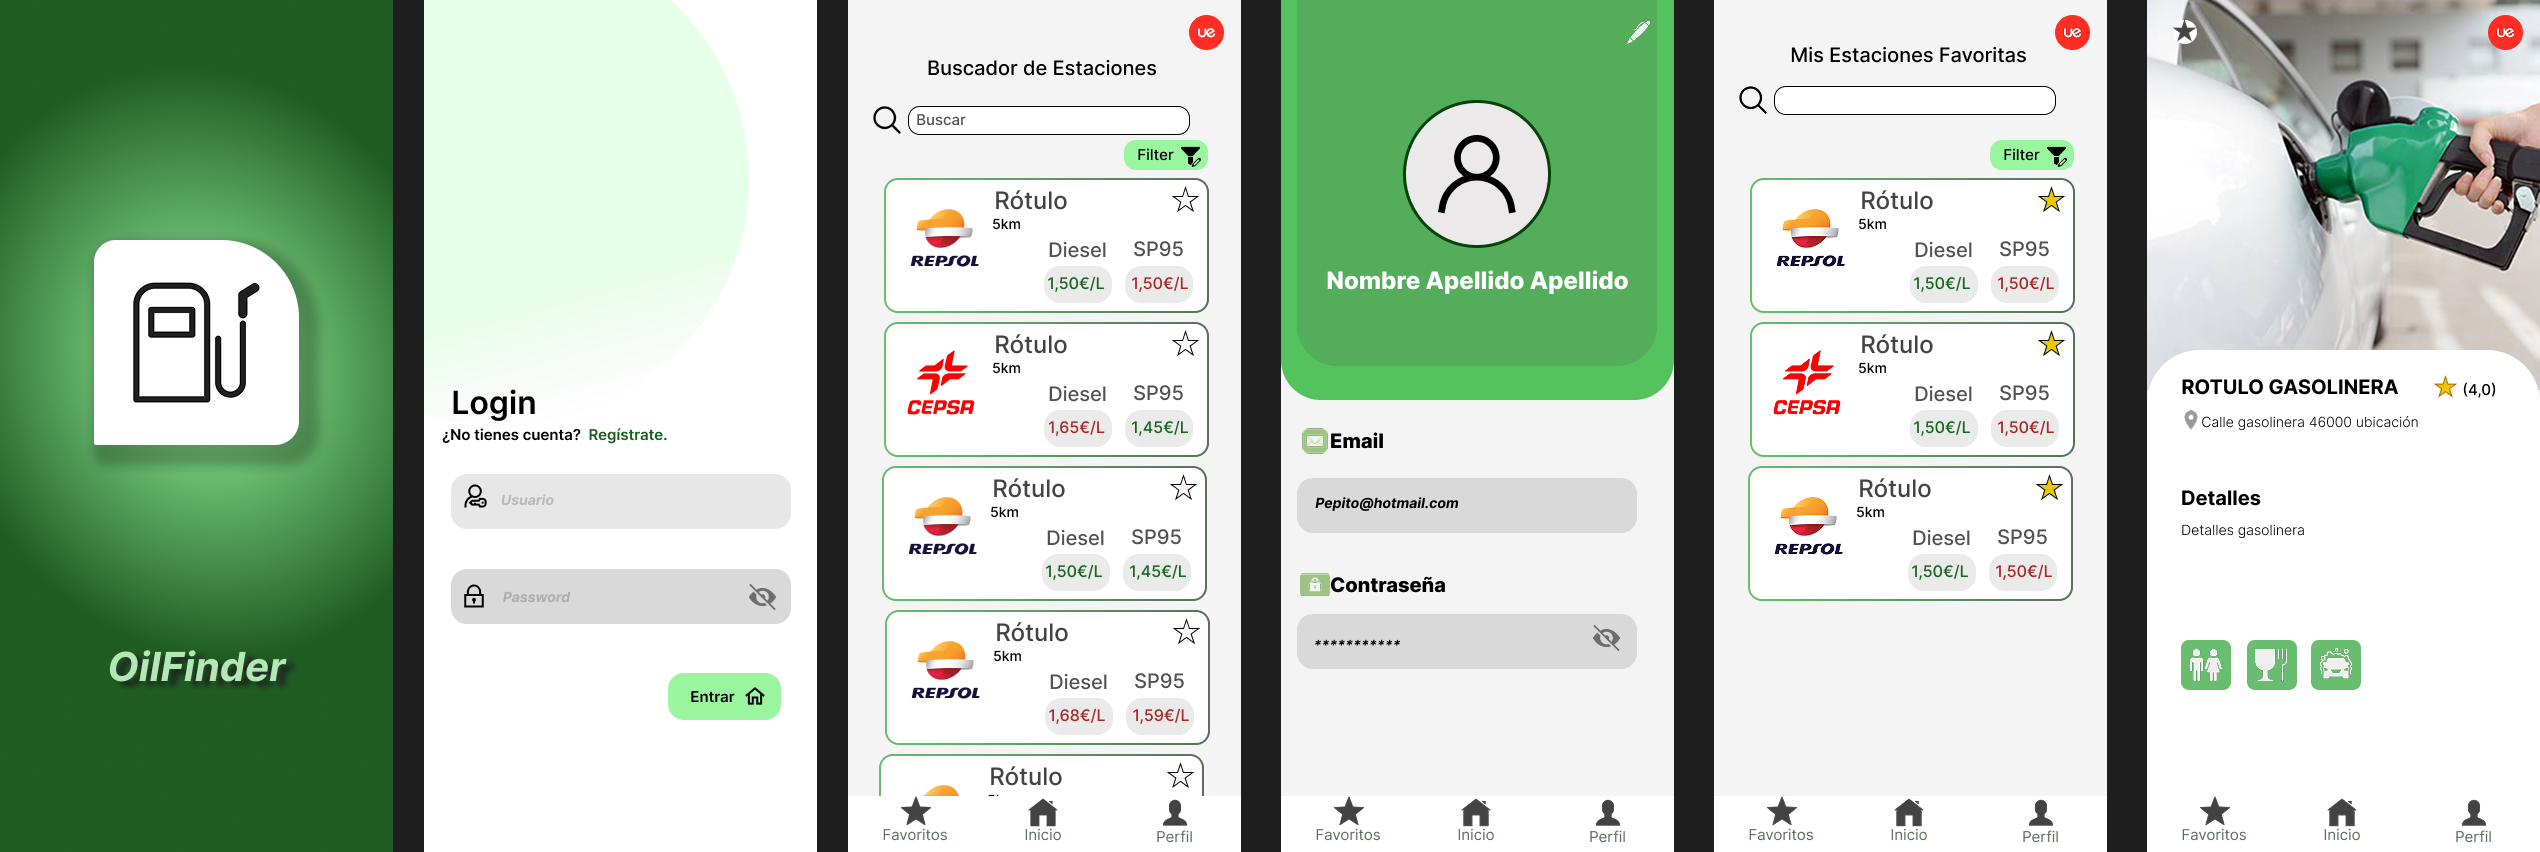 OilFinder
Login
¿No tienes cuenta? Regístrate.
Usuario
Password
Entrar
ue
Buscador de Estaciones
Buscar
Filter
Rótulo
5km
Diesel SP95
REPSOL
1,50€/L 1,50€/L
Rótulo
5km
Diesel SP95
CEPSA
1,65€/L 1,45€/L
Rótulo
5km
Diesel SP95
REPSOL
1,50€/L 1,45€/L
Rótulo
5km
Diesel SP95
REPSOL
1,68€/L 1,59€/L
Rótulo
Favoritos Inicio Perfil
Nombre Apellido Apellido
Email
Pepito@hotmail.com
Contraseña
***********
Favoritos Inicio Perfil
ue
Mis Estaciones Favoritas
Filter
Rótulo
5km
Diesel SP95
REPSOL
1,50€/L 1,50€/L
Rótulo
5km
Diesel SP95
CEPSA
1,50€/L 1,50€/L
Rótulo
5km
Diesel SP95
REPSOL
1,50€/L 1,50€/L
Favoritos Inicio Perfil
ue
ROTULO GASOLINERA (4,0)
Calle gasolinera 46000 ubicación
Detalles
Detalles gasolinera
Favoritos Inicio Perfil